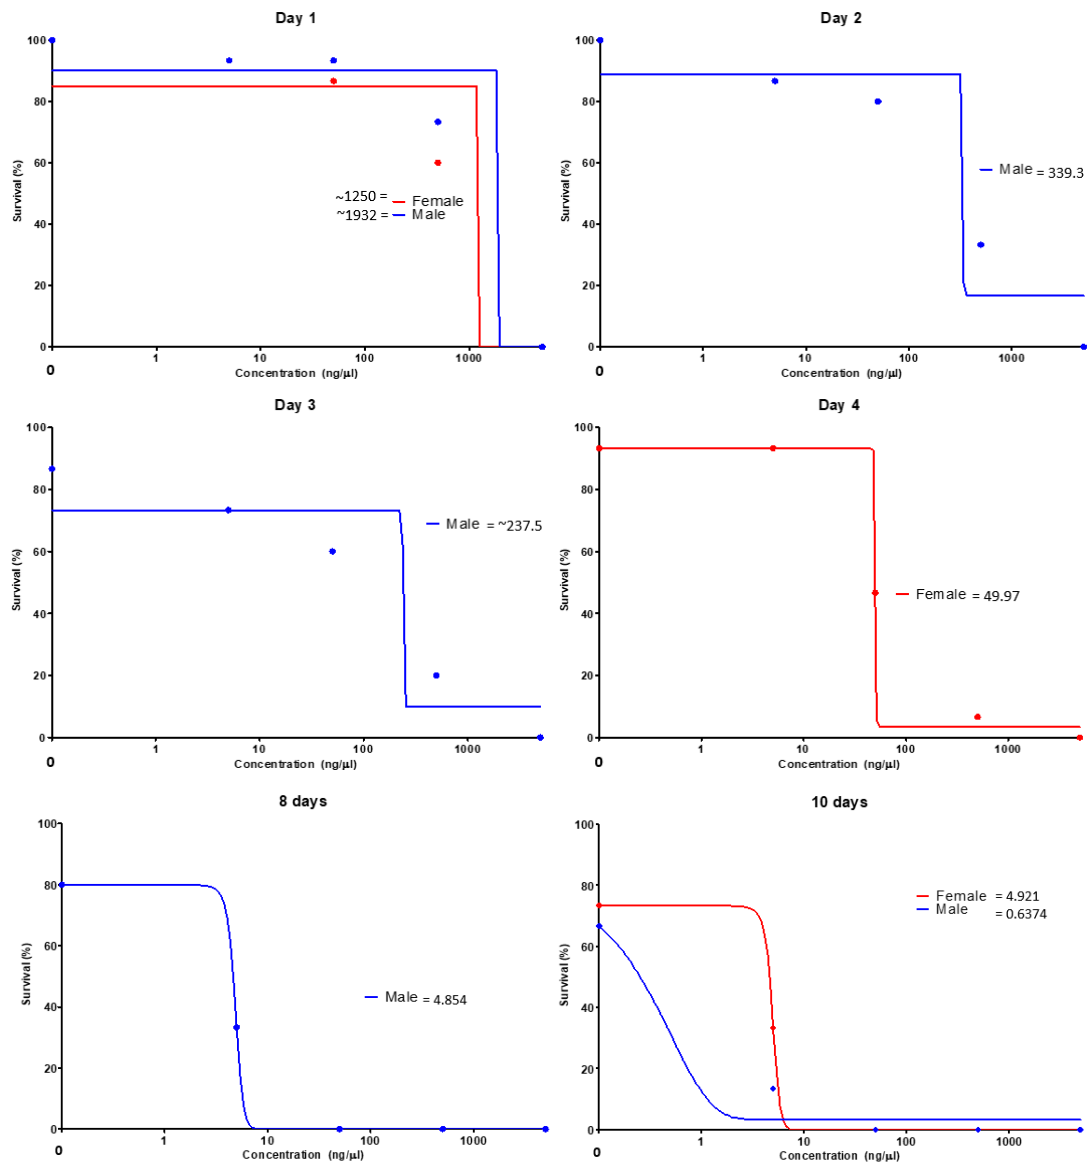 Day 1
100
80
60
40
20
0
Survival (%)
~1250 = Female
~1932 = Male
0
1
10
100
1000
Concentration (ng/µl)
Day 2
100
80
60
40
20
0
Survival (%)
Male = 339.3
0
1
10
100
1000
Concentration (ng/µl)
Day 3
100
80
60
40
20
0
Survival (%)
Male = ~237.5
0
1
10
100
1000
Concentration (ng/µl)
Day 4
100
80
60
40
20
0
Survival (%)
Female = 49.97
0
1
10
100
1000
Concentration (ng/µl)
8 days
100
80
60
40
20
0
Survival (%)
Male = 4.854
0
1
10
100
1000
Concentration (ng/µl)
10 days
100
80
60
40
20
0
Survival (%)
Female = 4.921
Male = 0.6374
0
1
10
100
1000
Concentration (ng/µl)